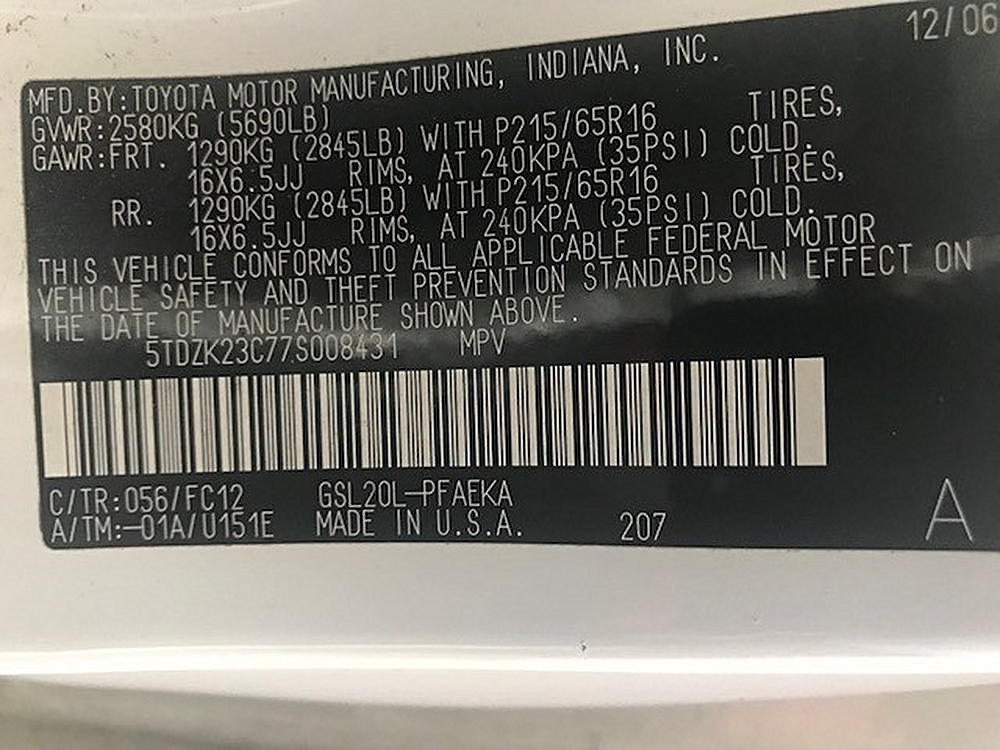 12/06
MFD.BY:TOYOTA MOTOR MANUFACTURING, INDIANA, INC.
GVWR:2580KG (5690LB)
GAWR:FRT. 1290KG (2845LB) WITH P215/65R16 TIRES,
16X6.5JJ RIMS, AT 240KPA (35PSI) COLD.
RR. 1290KG (2845LB) WITH P215/65R16 TIRES,
16X6.5JJ RIMS, AT 240KPA (35PSI) COLD.
THIS VEHICLE CONFORMS TO ALL APPLICABLE FEDERAL MOTOR
VEHICLE SAFETY AND THEFT PREVENTION STANDARDS IN EFFECT ON
THE DATE OF MANUFACTURE SHOWN ABOVE.
5TDZK23C77S008431 MPV
C/TR:056/FC12 GSL20L-PFAEKA
A/TM:-01A/U151E MADE IN U.S.A. 207 A